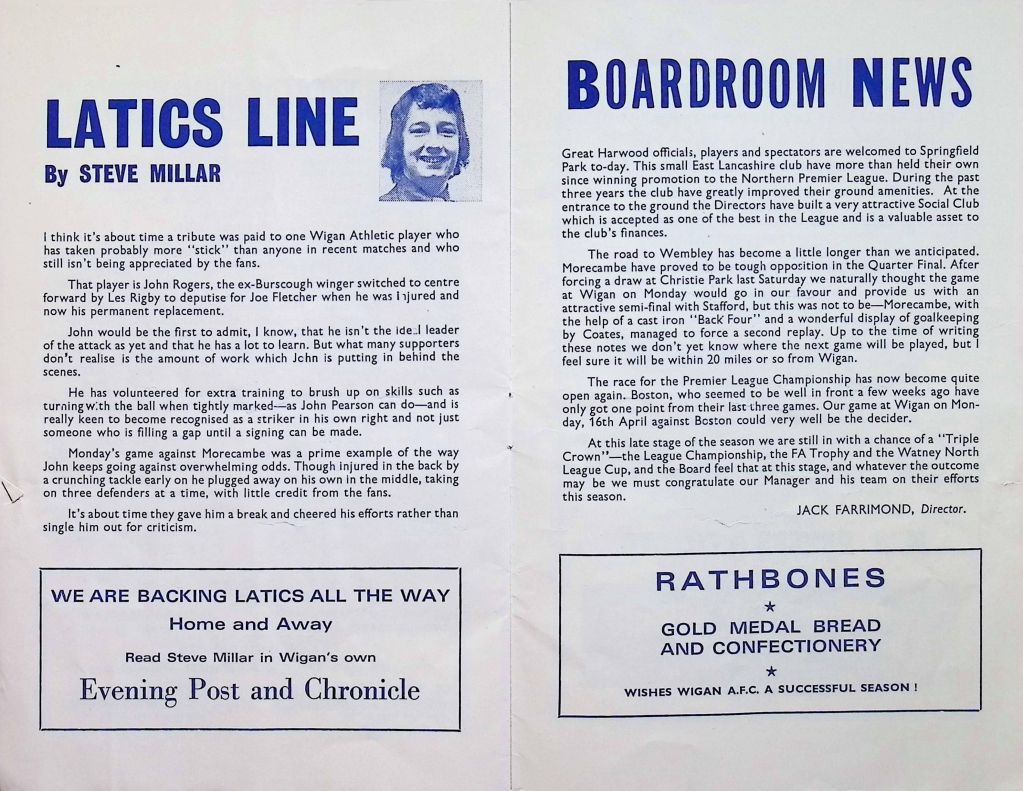 LATICS LINE
By STEVE MILLAR
I think it's about time a tribute was paid to one Wigan Athletic player who
has taken probably more "stick" than anyone in recent matches and who
still isn't being appreciated by the fans.
That player is John Rogers, the ex-Burscough winger switched to centre
forward by Les Rigby to deputise for Joe Fletcher when he was injured and
now his permanent replacement.
John would be the first to admit, I know, that he isn't the ideal leader
of the attack as yet and that he has a lot to learn. But what many supporters
don't realise is the amount of work which John is putting in behind the
scenes.
He has volunteered for extra training to brush up on skills such as
turning with the ball when tightly marked—as John Pearson can do—and is
really keen to become recognised as a striker in his own right and not just
someone who is filling a gap until a signing can be made.
Monday's game against Morecambe was a prime example of the way
John keeps going against overwhelming odds. Though injured in the back by
a crunching tackle early on he plugged away on his own in the middle, taking
on three defenders at a time, with little credit from the fans.
It's about time they gave him a break and cheered his efforts rather than
single him out for criticism.
WE ARE BACKING LATICS ALL THE WAY
Home and Away
Read Steve Millar in Wigan's own
Evening Post and Chronicle
BOARDROOM NEWS
Great Harwood officials, players and spectators are welcomed to Springfield
Park to-day. This small East Lancashire club have more than held their own
since winning promotion to the Northern Premier League. During the past
three years the club have greatly improved their ground amenities. At the
entrance to the ground the Directors have built a very attractive Social Club
which is accepted as one of the best in the League and is a valuable asset to
the club's finances.
The road to Wembley has become a little longer than we anticipated.
Morecambe have proved to be tough opposition in the Quarter Final. After
forcing a draw at Christie Park last Saturday we naturally thought the game
at Wigan on Monday would go in our favour and provide us with an
attractive semi-final with Stafford, but this was not to be—Morecambe, with
the help of a cast iron "Back Four" and a wonderful display of goalkeeping
by Coates, managed to force a second replay. Up to the time of writing
these notes we don't yet know where the next game will be played, but I
feel sure it will be within 20 miles or so from Wigan.
The race for the Premier League Championship has now become quite
open again. Boston, who seemed to be well in front a few weeks ago have
only got one point from their last three games. Our game at Wigan on Mon-
day, 16th April against Boston could very well be the decider.
At this late stage of the season we are still in with a chance of a "Triple
Crown"—the League Championship, the FA Trophy and the Watney North
League Cup, and the Board feel that at this stage, and whatever the outcome
may be we must congratulate our Manager and his team on their efforts
this season.
JACK FARRIMOND, Director.
RATHBONES
★
GOLD MEDAL BREAD
AND CONFECTIONERY
★
WISHES WIGAN A.F.C. A SUCCESSFUL SEASON !